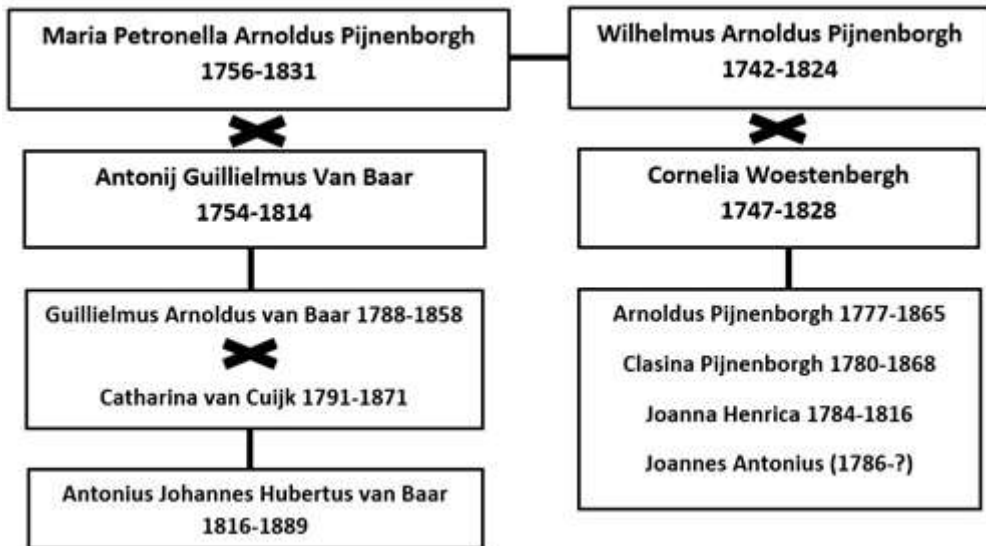 Maria Petronella Arnoldus Pijnenborgh
1756-1831
Wilhelmus Arnoldus Pijnenborgh
1742-1824
Antonij Guillielmus Van Baar
1754-1814
Cornelia Woestenbergh
1747-1828
Guillielmus Arnoldus van Baar 1788-1858
Catharina van Cuijk 1791-1871
Antonius Johannes Hubertus van Baar
1816-1889
Arnoldus Pijnenborgh 1777-1865
Clasina Pijnenborgh 1780-1868
Joanna Henrica 1784-1816
Joannes Antonius (1786-?)